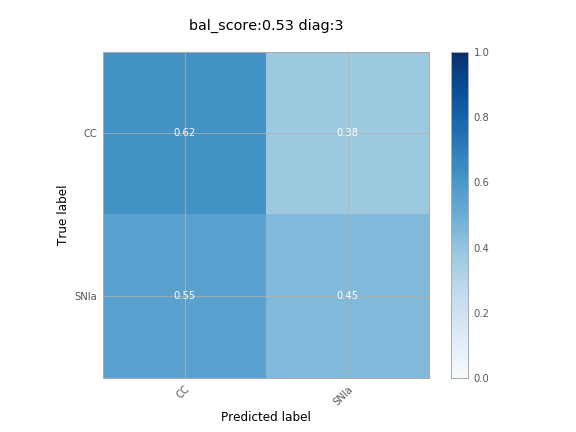 bal_score:0.53 diag:3
1.0
0.8
CC
0.62
0.38
0.6
True label
0.4
SNIa
0.55
0.45
0.2
0.0
CC
SNIa
Predicted label